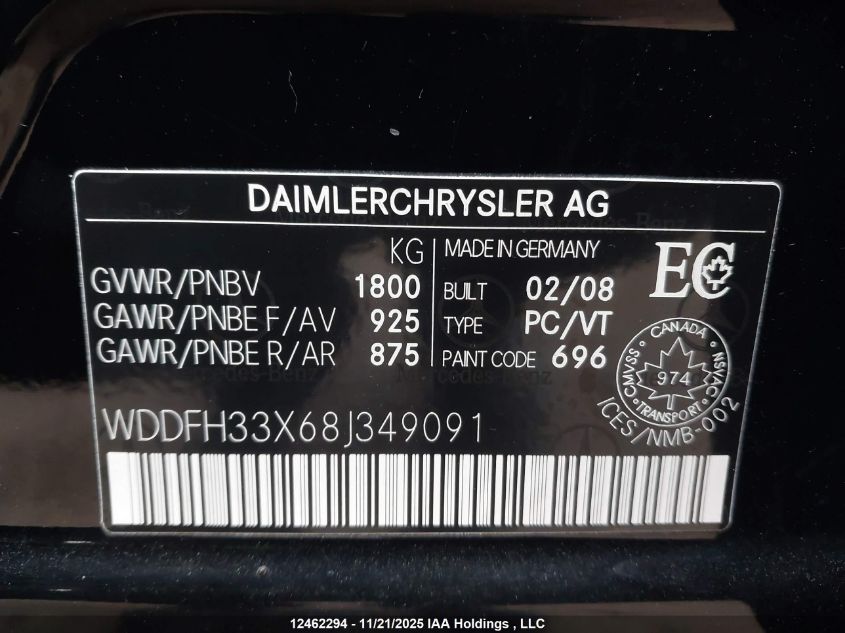 DAIMLERCHRYSLER AG
KG
GVWR/PNBV 1800
GAWR/PNBE F/AV 925
GAWR/PNBE R/AR 875
MADE IN GERMANY
BUILT 02/08
TYPE PC/VT
PAINT CODE 696
EC
CANADA
CMVSS 974 NSVAC
TRANSPORT
ICES/NMB-002
WDDFH33X68J349091
12462294 - 11/21/2025 IAA Holdings , LLC